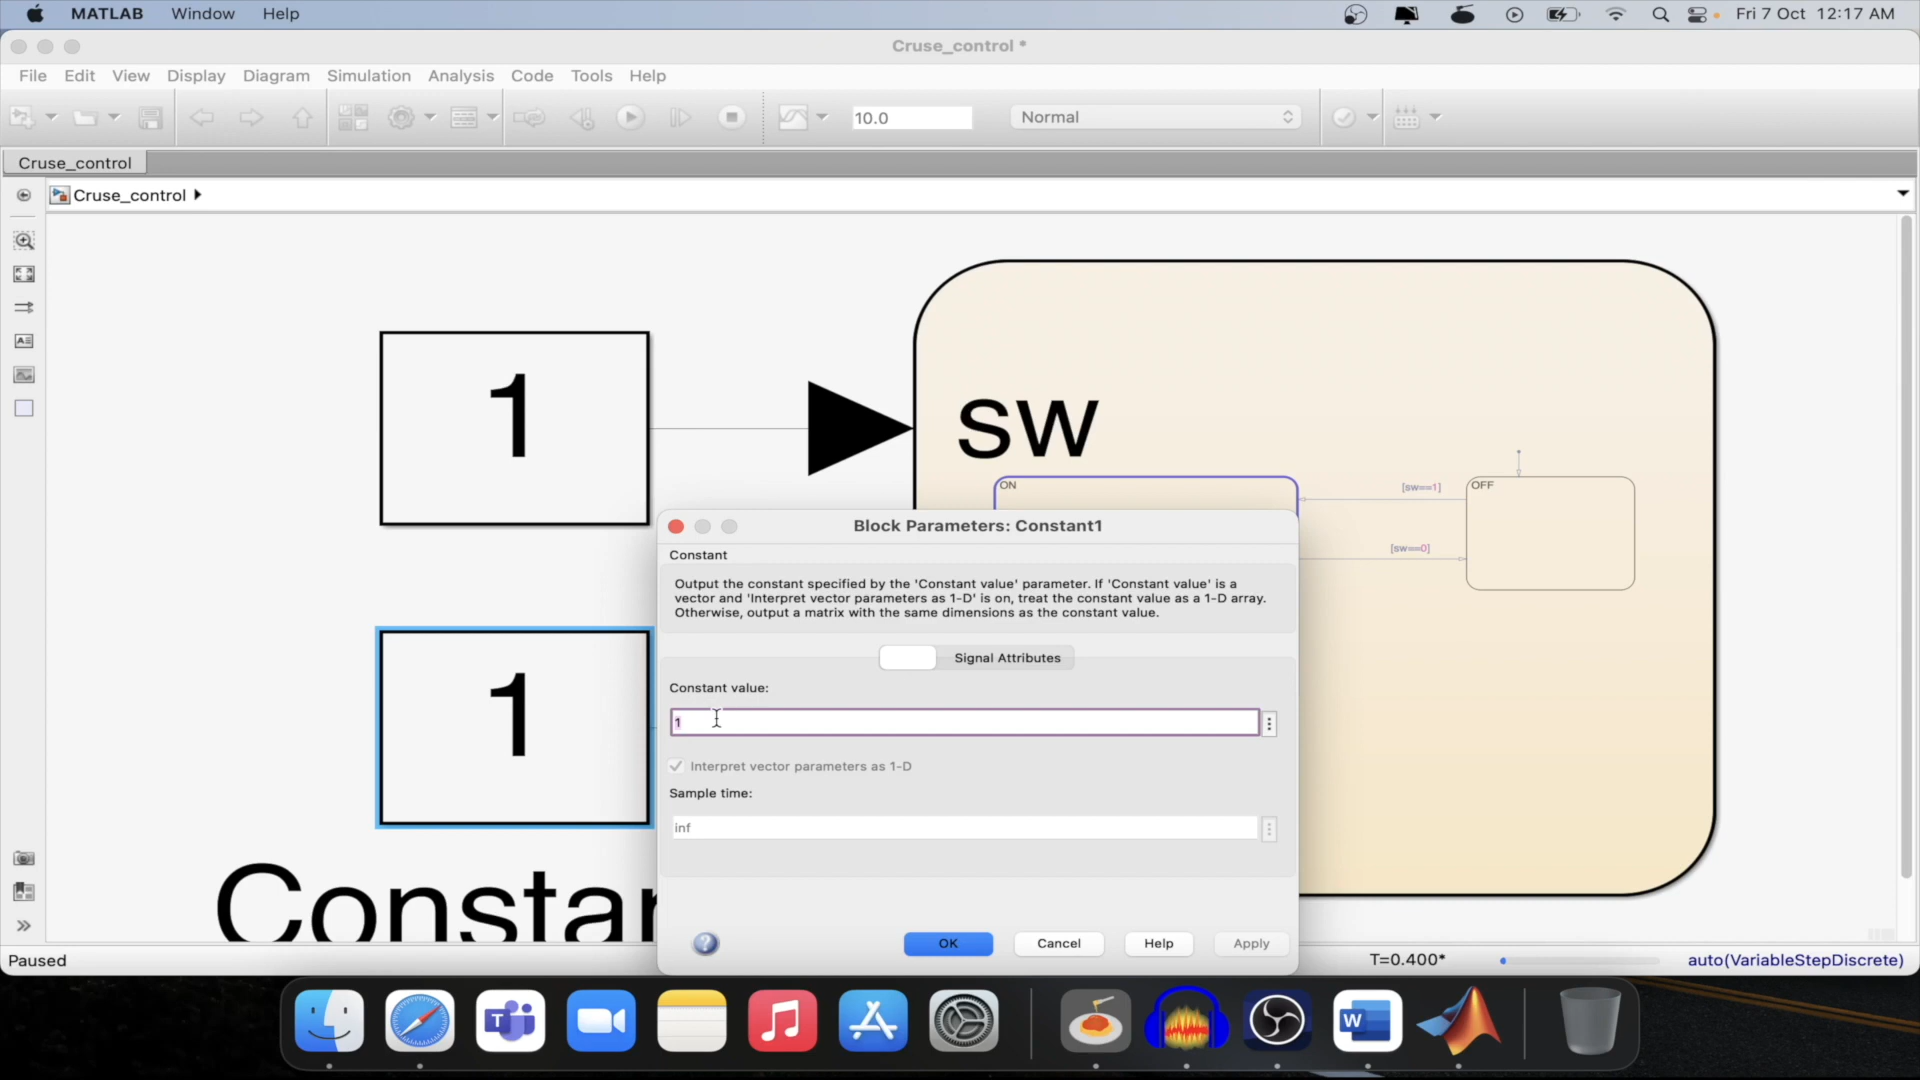 MATLAB Window Help Fri 7 Oct 12:17 AM
Cruse_control *
File Edit View Display Diagram Simulation Analysis Code Tools Help
10.0 Normal
Cruse_control
Cruse_control
1
sw
ON
[sw==1]
OFF
[sw==0]
Block Parameters: Constant1
Constant
Output the constant specified by the 'Constant value' parameter. If 'Constant value' is a
vector and 'Interpret vector parameters as 1-D' is on, treat the constant value as a 1-D array.
Otherwise, output a matrix with the same dimensions as the constant value.
Signal Attributes
Constant value:
1
1
Interpret vector parameters as 1-D
Sample time:
inf
Constan
OK Cancel Help Apply
Paused T=0.400* auto(VariableStepDiscrete)